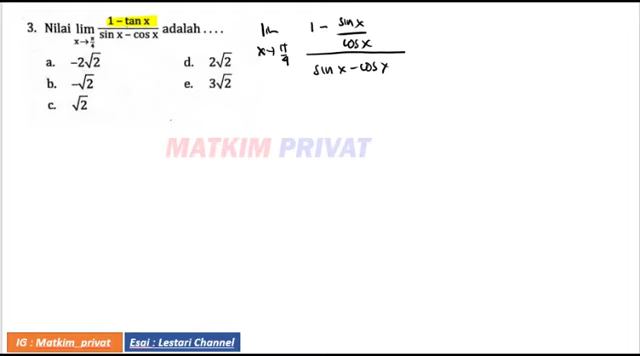 3. Nilai lim x→π/4 (1 − tan x)/(sin x − cos x) adalah . . . .
a. −2√2
b. −√2
c. √2
d. 2√2
e. 3√2
lim x→π/4 (1 − sin x/cos x)/(sin x − cos x)
MATKIM PRIVAT
IG : Matkim_privat
Esai : Lestari Channel